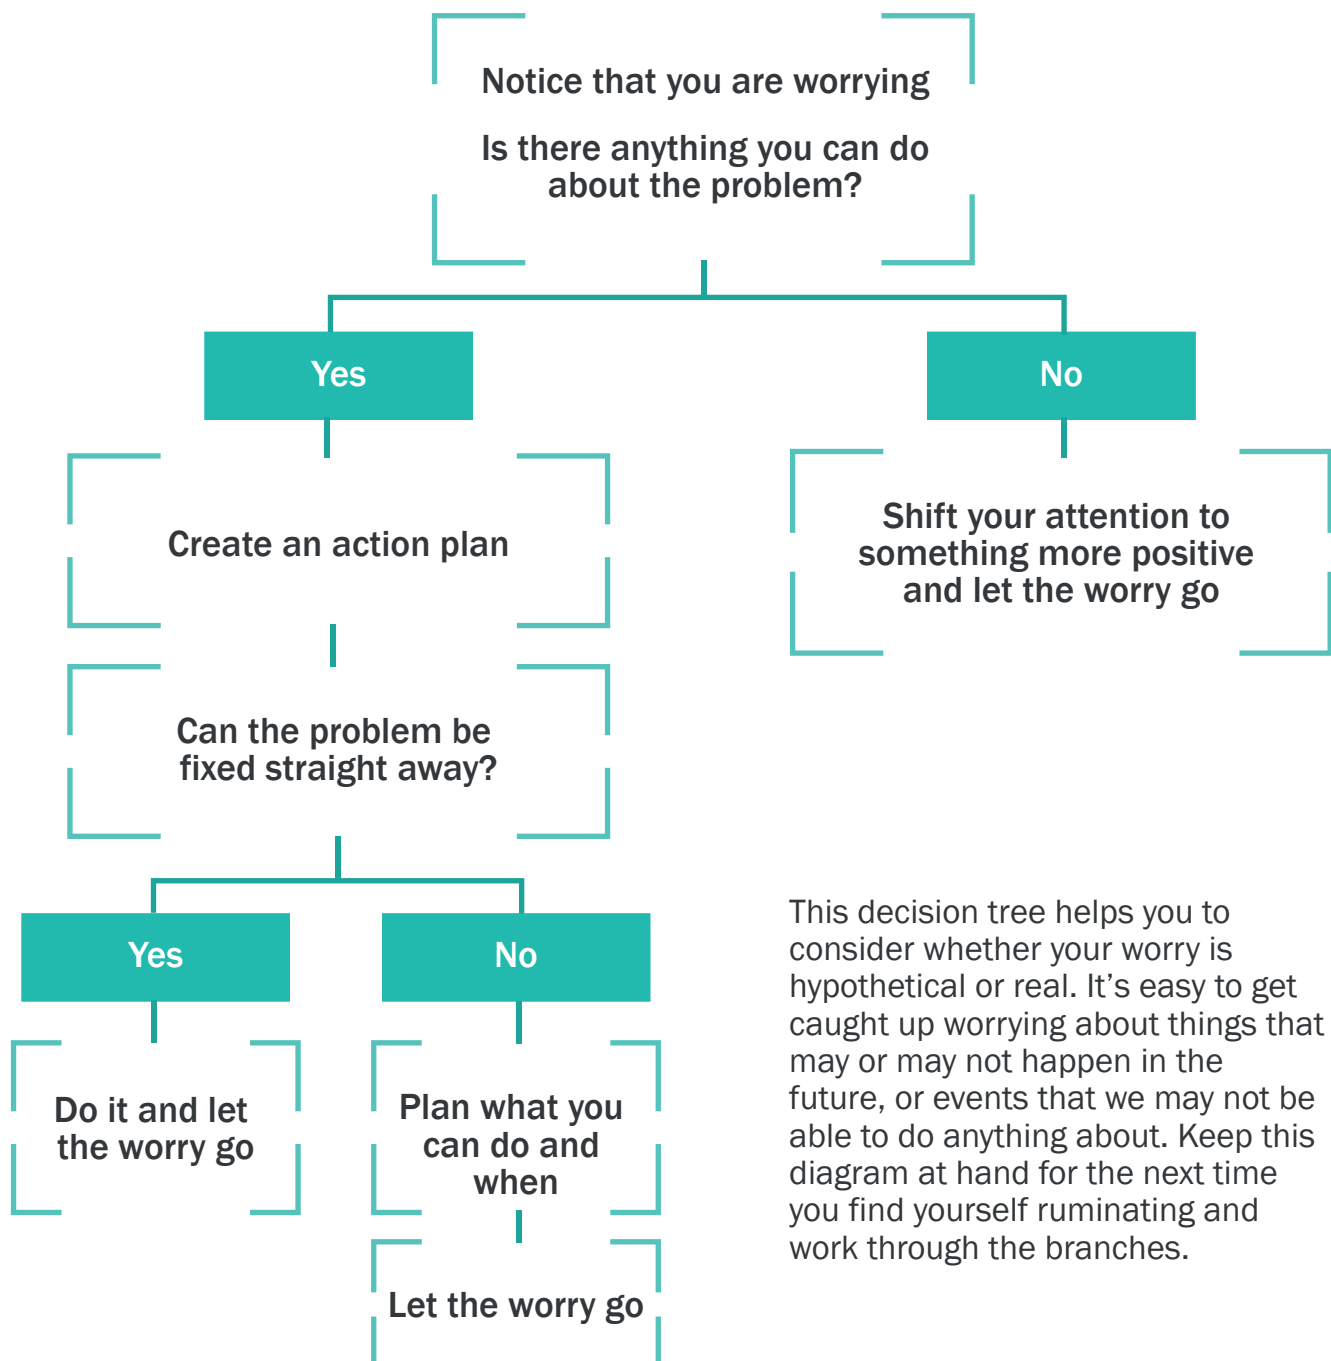 Notice that you are worrying
Is there anything you can do
about the problem?
Yes
No
Create an action plan
Shift your attention to
something more positive
and let the worry go
Can the problem be
fixed straight away?
Yes
No
Do it and let
the worry go
Plan what you
can do and
when
Let the worry go
This decision tree helps you to
consider whether your worry is
hypothetical or real. It’s easy to get
caught up worrying about things that
may or may not happen in the
future, or events that we may not be
able to do anything about. Keep this
diagram at hand for the next time
you find yourself ruminating and
work through the branches.